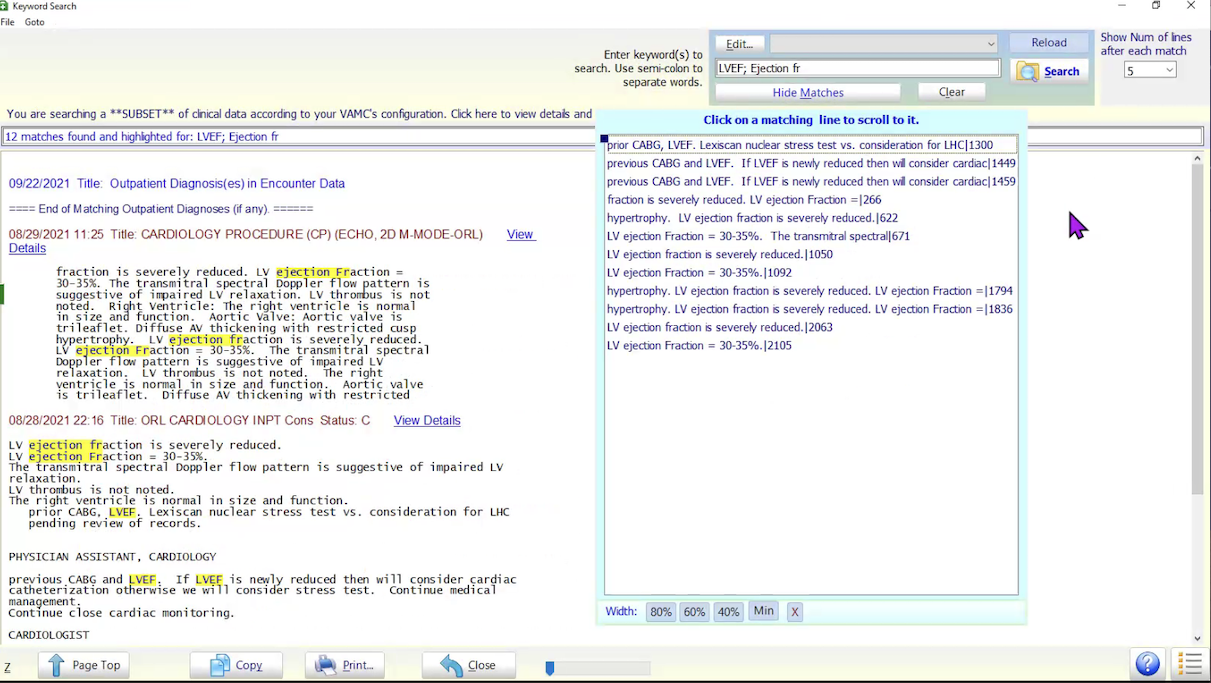 Keyword Search
File Goto
Enter keyword(s) to
search. Use semi-colon to
separate words.
Edit...
Reload
LVEF; Ejection fr
Search
Hide Matches
Clear
Show Num of lines
after each match
5
You are searching a **SUBSET** of clinical data according to your VAMC's configuration. Click here to view details and
12 matches found and highlighted for: LVEF; Ejection fr
09/22/2021 Title: Outpatient Diagnosis(es) in Encounter Data
==== End of Matching Outpatient Diagnoses (if any). ======
08/29/2021 11:25 Title: CARDIOLOGY PROCEDURE (CP) (ECHO, 2D M-MODE-ORL) View
Details
fraction is severely reduced. LV ejection Fraction =
30-35%. The transmitral spectral Doppler flow pattern is
suggestive of impaired LV relaxation. LV thrombus is not
noted. Right Ventricle: The right ventricle is normal
in size and function. Aortic Valve: Aortic valve is
trileaflet. Diffuse AV thickening with restricted cusp
hypertrophy. LV ejection fraction is severely reduced.
LV ejection Fraction = 30-35%. The transmitral spectral
Doppler flow pattern is suggestive of impaired LV
relaxation. LV thrombus is not noted. The right
ventricle is normal in size and function. Aortic valve
is trileaflet. Diffuse AV thickening with restricted
08/28/2021 22:16 Title: ORL CARDIOLOGY INPT Cons Status: C View Details
LV ejection fraction is severely reduced.
LV ejection Fraction = 30-35%.
The transmitral spectral Doppler flow pattern is suggestive of impaired LV
relaxation.
LV thrombus is not noted.
The right ventricle is normal in size and function.
prior CABG, LVEF. Lexiscan nuclear stress test vs. consideration for LHC
pending review of records.
PHYSICIAN ASSISTANT, CARDIOLOGY
previous CABG and LVEF. If LVEF is newly reduced then will consider cardiac
catheterization otherwise we will consider stress test. Continue medical
management.
Continue close cardiac monitoring.
CARDIOLOGIST
Click on a matching line to scroll to it.
prior CABG, LVEF. Lexiscan nuclear stress test vs. consideration for LHC|1300
previous CABG and LVEF. If LVEF is newly reduced then will consider cardiac|1449
previous CABG and LVEF. If LVEF is newly reduced then will consider cardiac|1459
fraction is severely reduced. LV ejection Fraction =|266
hypertrophy. LV ejection fraction is severely reduced.|622
LV ejection Fraction = 30-35%. The transmitral spectral|671
LV ejection fraction is severely reduced.|1050
LV ejection Fraction = 30-35%.|1092
hypertrophy. LV ejection fraction is severely reduced. LV ejection Fraction =|1794
hypertrophy. LV ejection fraction is severely reduced. LV ejection Fraction =|1836
LV ejection fraction is severely reduced.|2063
LV ejection Fraction = 30-35%.|2105
Width: 80% 60% 40% Min X
Z Page Top Copy Print... Close ?